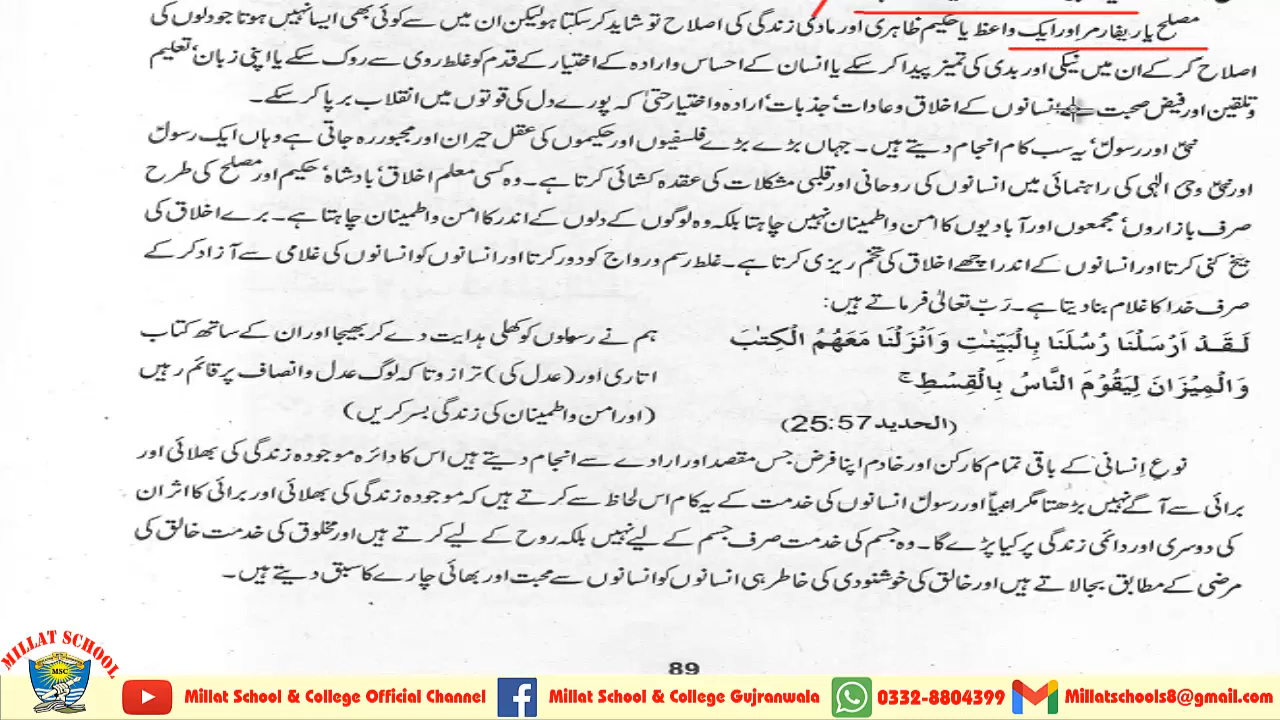 مصلح یا ریفارمر اور ایک واعظ یا حکیم ظاہری اور مادی زندگی کی اصلاح تو شاید کر سکتا ہو لیکن ان میں سے کوئی بھی ایسا نہیں ہوتا جو دلوں کی
اصلاح کر کے ان میں نیکی اور بدی کی تمیز پیدا کر سکے یا انسان کے احساس و ارادہ کے اختیار کے قدم کو غلط روی سے روک سکے یا اپنی زبان، تعلیم
و تلقین اور فیض صحبت سے انسانوں کے اخلاق و عادات، جذبات، ارادہ و اختیار حتیٰ کہ پورے دل کی قوتوں میں انقلاب برپا کر سکے۔
نبیؐ اور رسولؐ، یہ سب کام انجام دیتے ہیں۔ جہاں بڑے بڑے فلسفیوں اور حکیموں کی عقل حیران اور مجبور رہ جاتی ہے وہاں ایک رسولؐ
اور نبیؐ وحیِ الٰہی کی راہنمائی میں انسانوں کی روحانی اور قلبی مشکلات کی عقدہ کشائی کرتا ہے۔ وہ کسی معلم اخلاق، بادشاہ، حکیم اور مصلح کی طرح
صرف بازاروں، مجمعوں اور آبادیوں کا امن و اطمینان نہیں چاہتا بلکہ وہ لوگوں کے دلوں کے اندر کا امن و اطمینان چاہتا ہے۔ برے اخلاق کی
بیخ کنی کرتا اور انسانوں کے اندر اچھے اخلاق کی تخم ریزی کرتا ہے۔ غلط رسم و رواج کو دور کرتا اور انسانوں کو انسانوں کی غلامی سے آزاد کر کے
صرف خدا کا غلام بنا دیتا ہے۔ رَبّ تعالیٰ فرماتے ہیں:
لَقَدْ اَرْسَلْنَا رُسُلَنَا بِالْبَيِّنٰتِ وَاَنْزَلْنَا مَعَهُمُ الْكِتٰبَ
وَالْمِيْزَانَ لِيَقُوْمَ النَّاسُ بِالْقِسْطِ ج
(الحدید 25:57)
ہم نے رسولوں کو کھلی ہدایت دے کر بھیجا اور ان کے ساتھ کتاب
اتاری اور (عدل کی) ترازو تا کہ لوگ عدل و انصاف پر قائم رہیں
(اور امن و اطمینان کی زندگی بسر کریں)
نوعِ اِنسانی کے باقی تمام کارکن اور خادم اپنا فرض جس مقصد اور ارادے سے انجام دیتے ہیں اس کا دائرہ موجودہ زندگی کی بھلائی اور
برائی سے آگے نہیں بڑھتا مگر انبیاؑ اور رسولؐ انسانوں کی خدمت کے یہ کام اس لحاظ سے کرتے ہیں کہ موجودہ زندگی کی بھلائی اور برائی کا اثر ان
کی دوسری اور دائمی زندگی پر کیا پڑے گا۔ وہ جسم کی خدمت صرف جسم کے لیے نہیں بلکہ روح کے لیے کرتے ہیں اور مخلوق کی خدمت خالق کی
مرضی کے مطابق بجا لاتے ہیں اور خالق کی خوشنودی کی خاطر ہی انسانوں کو انسانوں سے محبت اور بھائی چارے کا سبق دیتے ہیں۔
89
MILLAT SCHOOL
MSC
Millat School & College Official Channel
Millat School & College Gujranwala
0332-8804399
Millatschools8@gmail.com